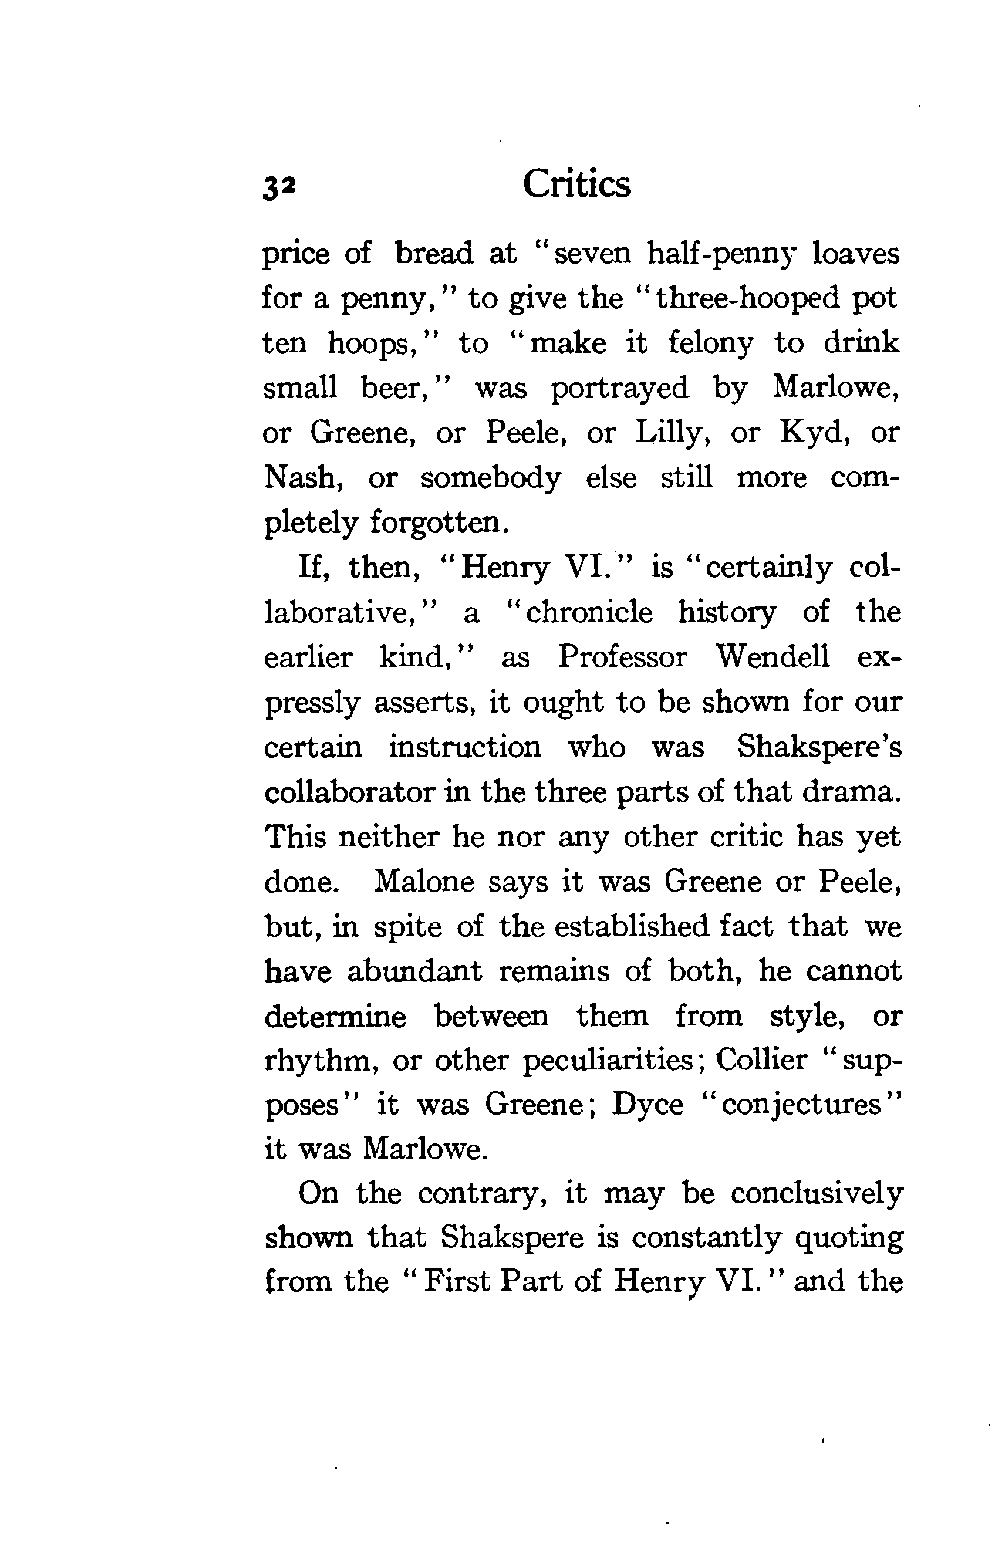 32 Critics
price of bread at "seven half-penny loaves
for a penny," to give the "three-hooped pot
ten hoops," to "make it felony to drink
small beer," was portrayed by Marlowe,
or Greene, or Peele, or Lilly, or Kyd, or
Nash, or somebody else still more com-
pletely forgotten.
If, then, "Henry VI." is "certainly col-
laborative," a "chronicle history of the
earlier kind," as Professor Wendell ex-
pressly asserts, it ought to be shown for our
certain instruction who was Shakspere's
collaborator in the three parts of that drama.
This neither he nor any other critic has yet
done. Malone says it was Greene or Peele,
but, in spite of the established fact that we
have abundant remains of both, he cannot
determine between them from style, or
rhythm, or other peculiarities; Collier "sup-
poses" it was Greene; Dyce "conjectures"
it was Marlowe.
On the contrary, it may be conclusively
shown that Shakspere is constantly quoting
from the "First Part of Henry VI." and the